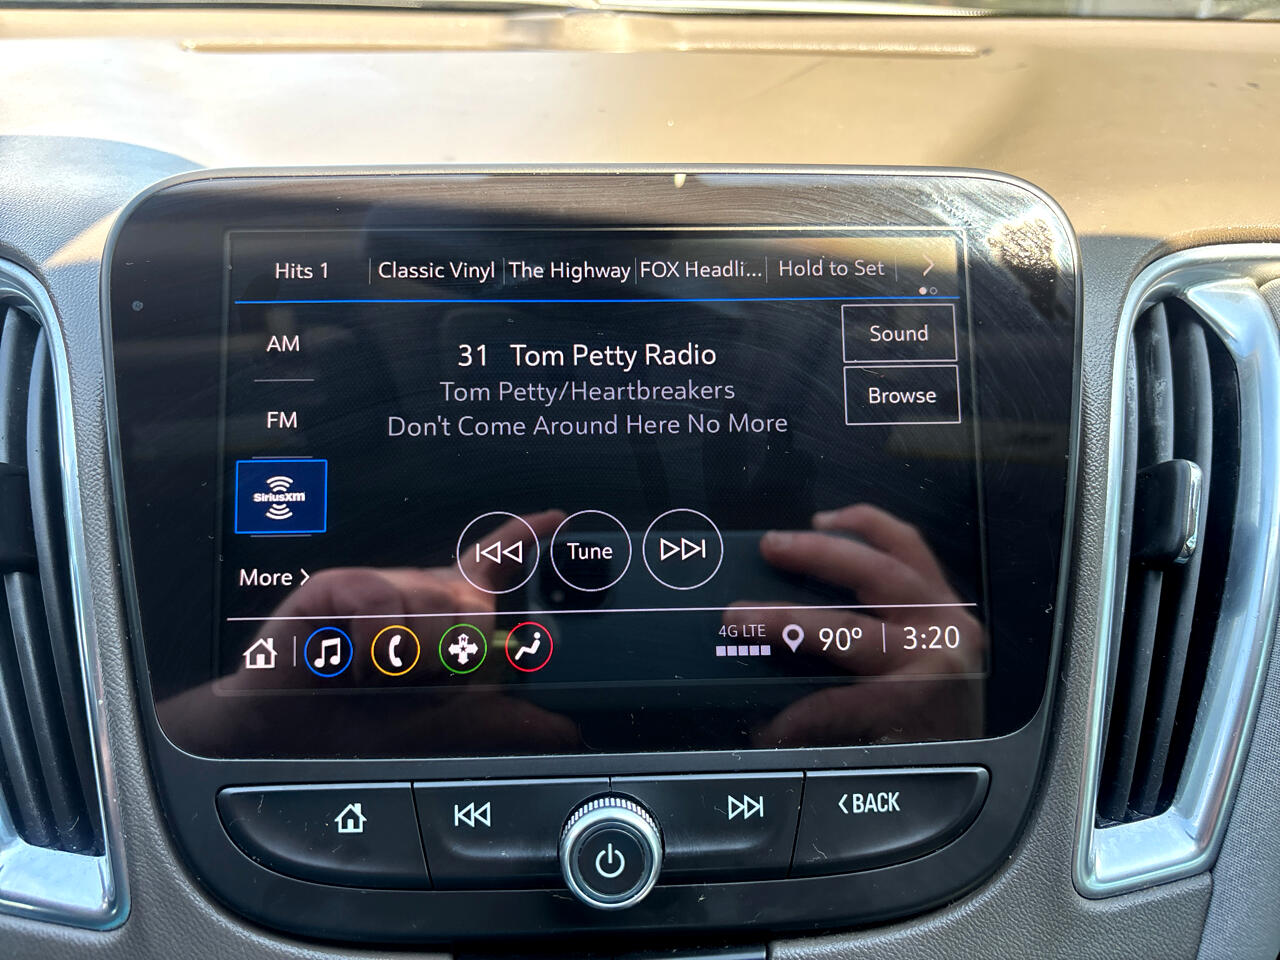 Hits 1
Classic Vinyl
The Highway
FOX Headli...
Hold to Set
AM
31 Tom Petty Radio
Sound
Tom Petty/Heartbreakers
Browse
FM
Don't Come Around Here No More
SiriusXM
Tune
More
4G LTE
N
90°
3:20
BACK